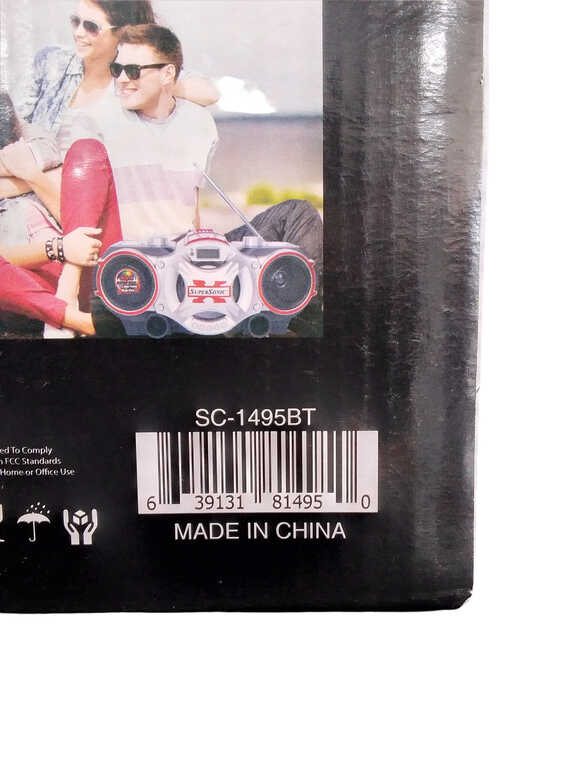 SUPERSONIC
X
SC-1495BT
ed To Comply
FCC Standards
Home or Office Use
6 39131 81495 0
MADE IN CHINA